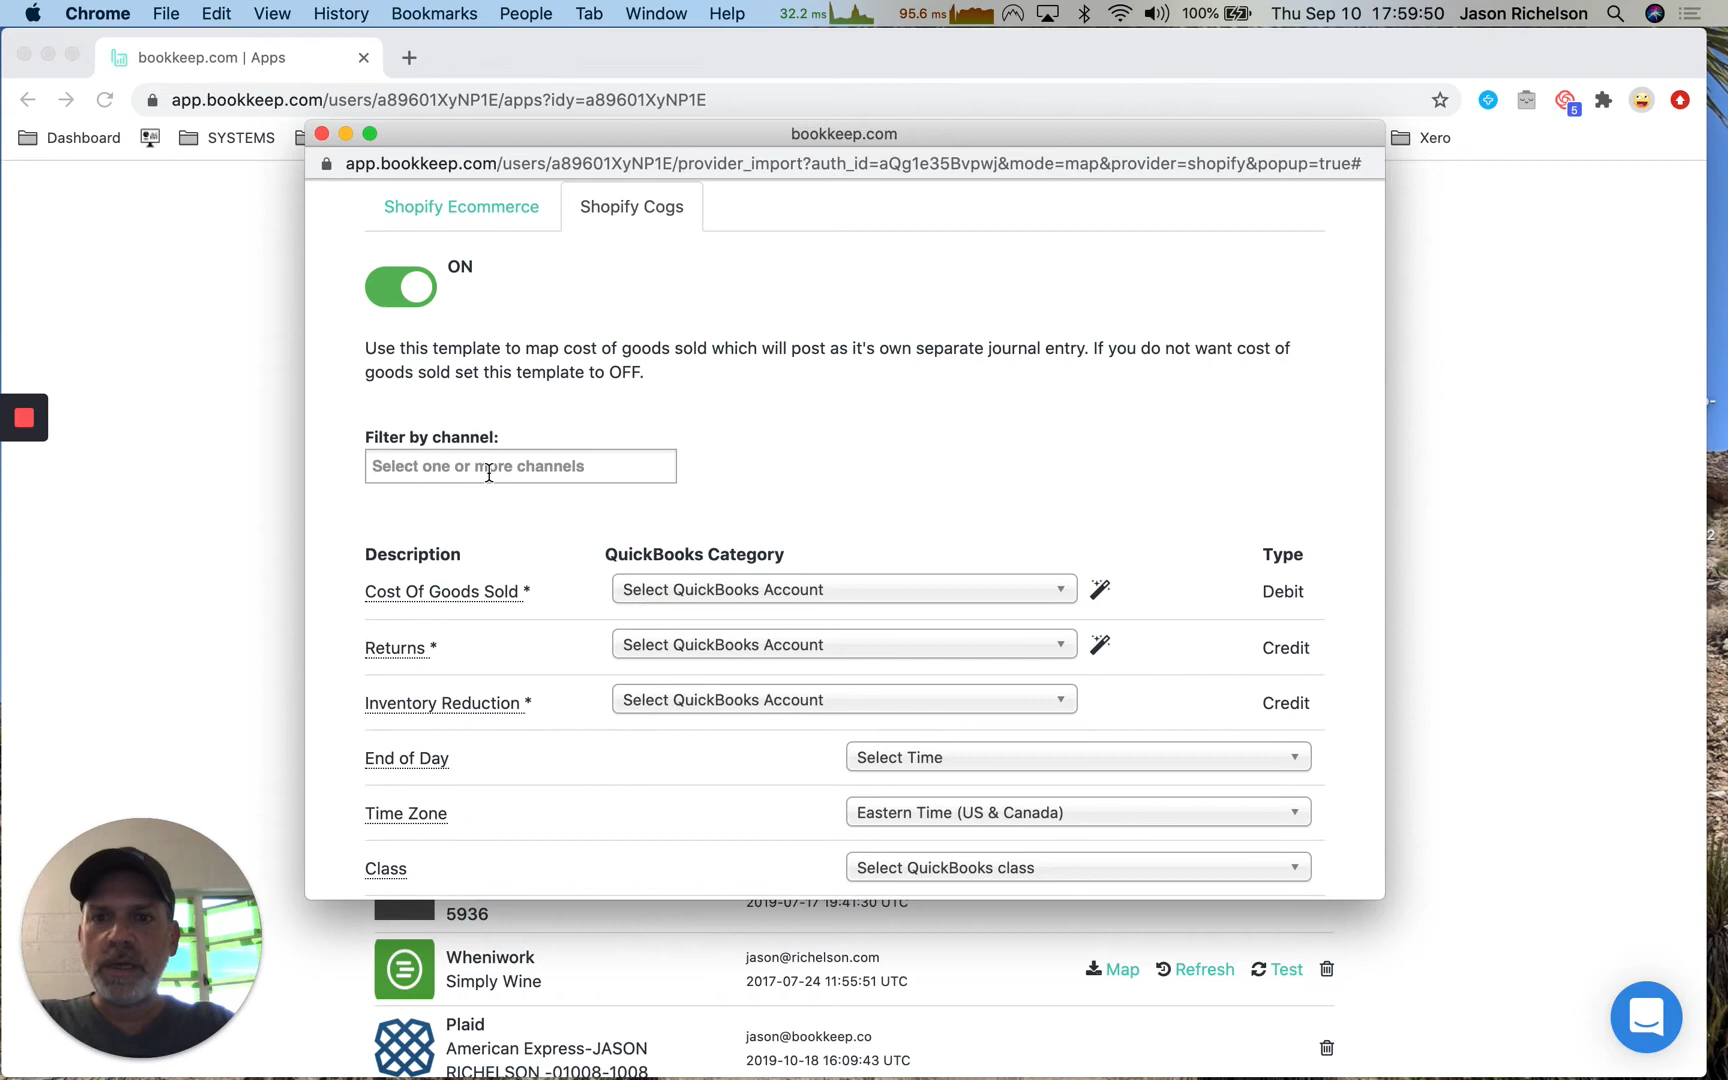 Chrome File Edit View History Bookmarks People Tab Window Help 32.2 ms 95.6 ms 100% Thu Sep 10 17:59:50 Jason Richelson
bookkeep.com | Apps
app.bookkeep.com/users/a89601XyNP1E/apps?idy=a89601XyNP1E
5
Dashboard SYSTEMS Xero
bookkeep.com
app.bookkeep.com/users/a89601XyNP1E/provider_import?auth_id=aQg1e35Bvpwj&mode=map&provider=shopify&popup=true#
Shopify Ecommerce Shopify Cogs
ON
Use this template to map cost of goods sold which will post as it's own separate journal entry. If you do not want cost of
goods sold set this template to OFF.
Filter by channel:
Select one or more channels
Description QuickBooks Category Type
Cost Of Goods Sold * Select QuickBooks Account Debit
Returns * Select QuickBooks Account Credit
Inventory Reduction * Select QuickBooks Account Credit
End of Day Select Time
Time Zone Eastern Time (US & Canada)
Class Select QuickBooks class
5936 2019-07-17 19:41:30 UTC
Wheniwork jason@richelson.com
Map Refresh Test
Simply Wine 2017-07-24 11:55:51 UTC
Plaid jason@bookkeep.co
American Express-JASON
RICHELSON -01008-1008 2019-10-18 16:09:43 UTC